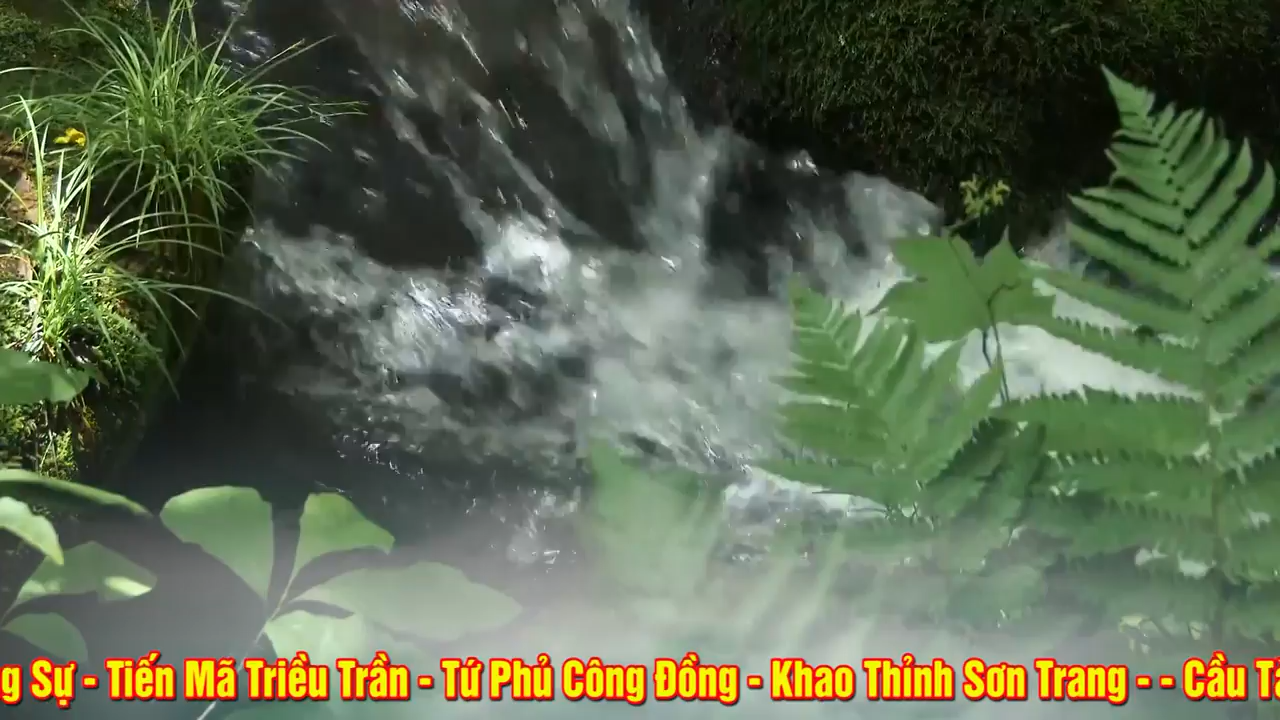 g Sự - Tiến Mã Triều Trần - Tứ Phủ Công Đồng - Khao Thỉnh Sơn Trang - - Cầu